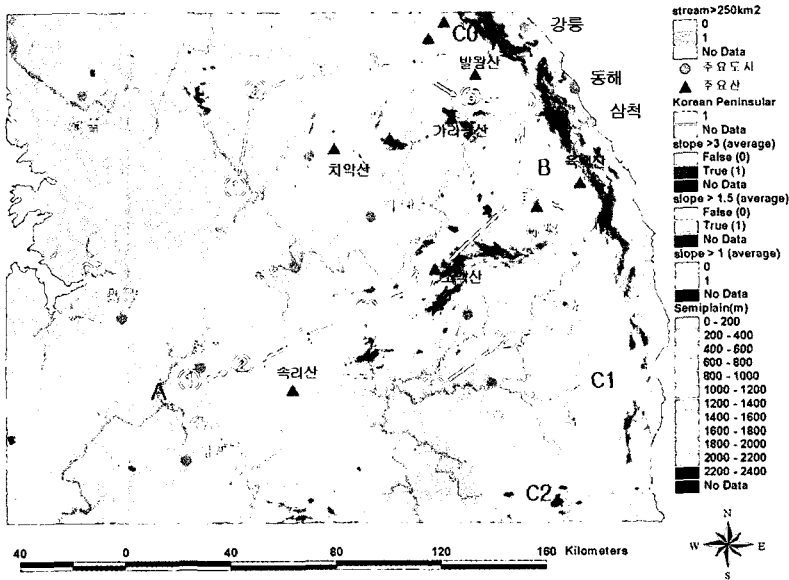 C0
강릉
발왕산
동해
삼척
치악산
B
A
속리산
C1
C2
stream>250km2
0
1
No Data
주요도시
주요산
Korean Peninsular
1
No Data
slope >3 (average)
False (0)
True (1)
No Data
slope > 1.5 (average)
False (0)
True (1)
No Data
slope > 1 (average)
0
1
No Data
Semiplain(m)
0 - 200
200 - 400
400 - 600
600 - 800
800 - 1000
1000 - 1200
1200 - 1400
1400 - 1600
1600 - 1800
1800 - 2000
2000 - 2200
2200 - 2400
No Data
40 0 40 80 120 160 Kilometers
N
W E
S